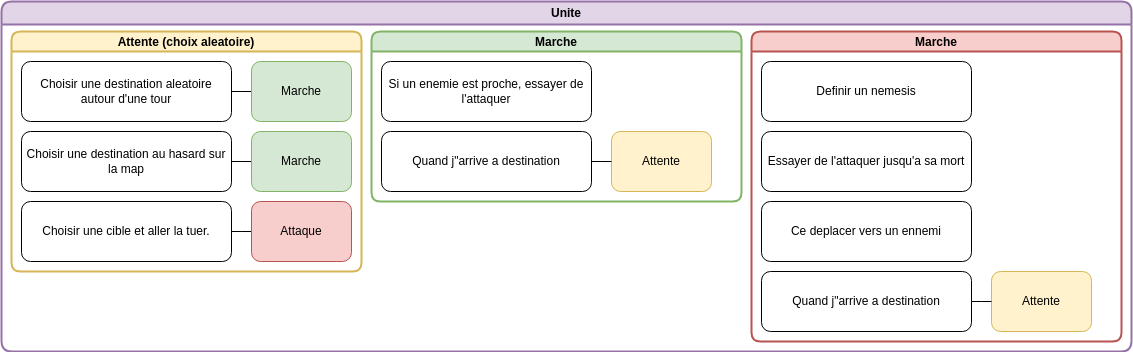 Unite
Attente (choix aleatoire)
Choisir une destination aleatoire
autour d'une tour
Marche
Choisir une destination au hasard sur
la map
Marche
Choisir une cible et aller la tuer.
Attaque
Marche
Si un enemie est proche, essayer de
l'attaquer
Quand j"arrive a destination
Attente
Marche
Definir un nemesis
Essayer de l'attaquer jusqu'a sa mort
Ce deplacer vers un ennemi
Quand j"arrive a destination
Attente